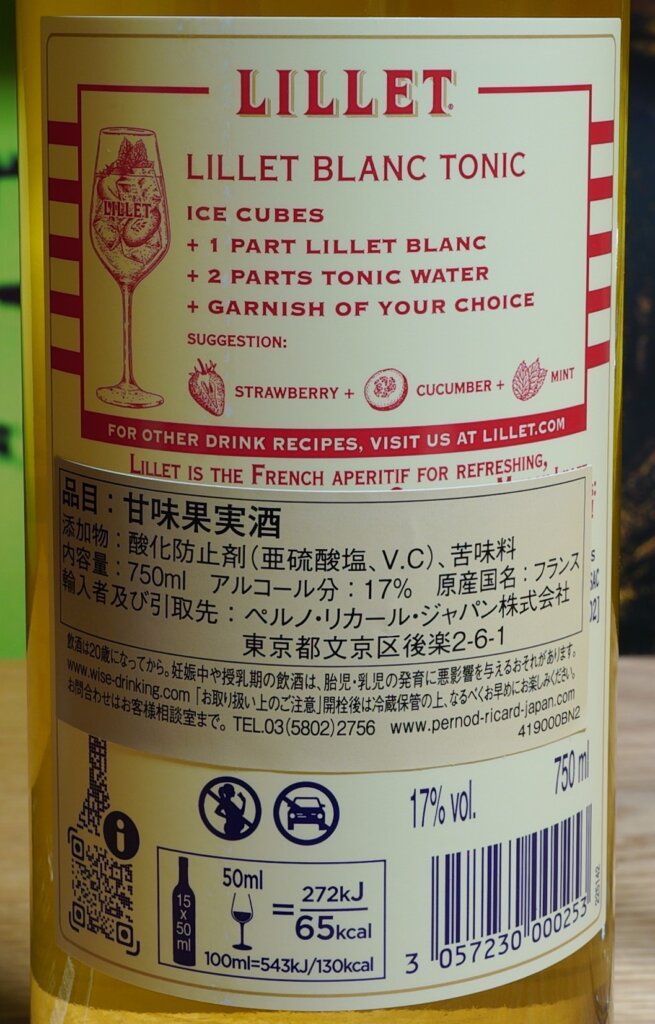 LILLET
LILLET BLANC TONIC
LILLET
ICE CUBES
+ 1 PART LILLET BLANC
+ 2 PARTS TONIC WATER
+ GARNISH OF YOUR CHOICE
SUGGESTION:
STRAWBERRY + CUCUMBER + MINT
FOR OTHER DRINK RECIPES, VISIT US AT LILLET.COM
LILLET IS THE FRENCH APERITIF FOR REFRESHING,
品目:甘味果実酒
添加物:酸化防止剤(亜硫酸塩、V.C)、苦味料
内容量:750ml アルコール分:17% 原産国名:フランス
輸入者及び引取先:ペルノ・リカール・ジャパン株式会社
東京都文京区後楽2-6-1
飲酒は20歳になってから。妊娠中や授乳期の飲酒は、胎児・乳児の発育に悪影響を与えるおそれがあります。
www.wise-drinking.com「お取り扱い上のご注意」開栓後は冷蔵保管の上、なるべくお早めにお楽しみください。
お問合わせはお客様相談室まで。 TEL.03(5802)2756 www.pernod-ricard-japan.com
419000BN2
17% vol. 750 ml
i
15 x 50 ml
50ml = 272kJ 65kcal
100ml=543kJ/130kcal
225142
3 057230 000253